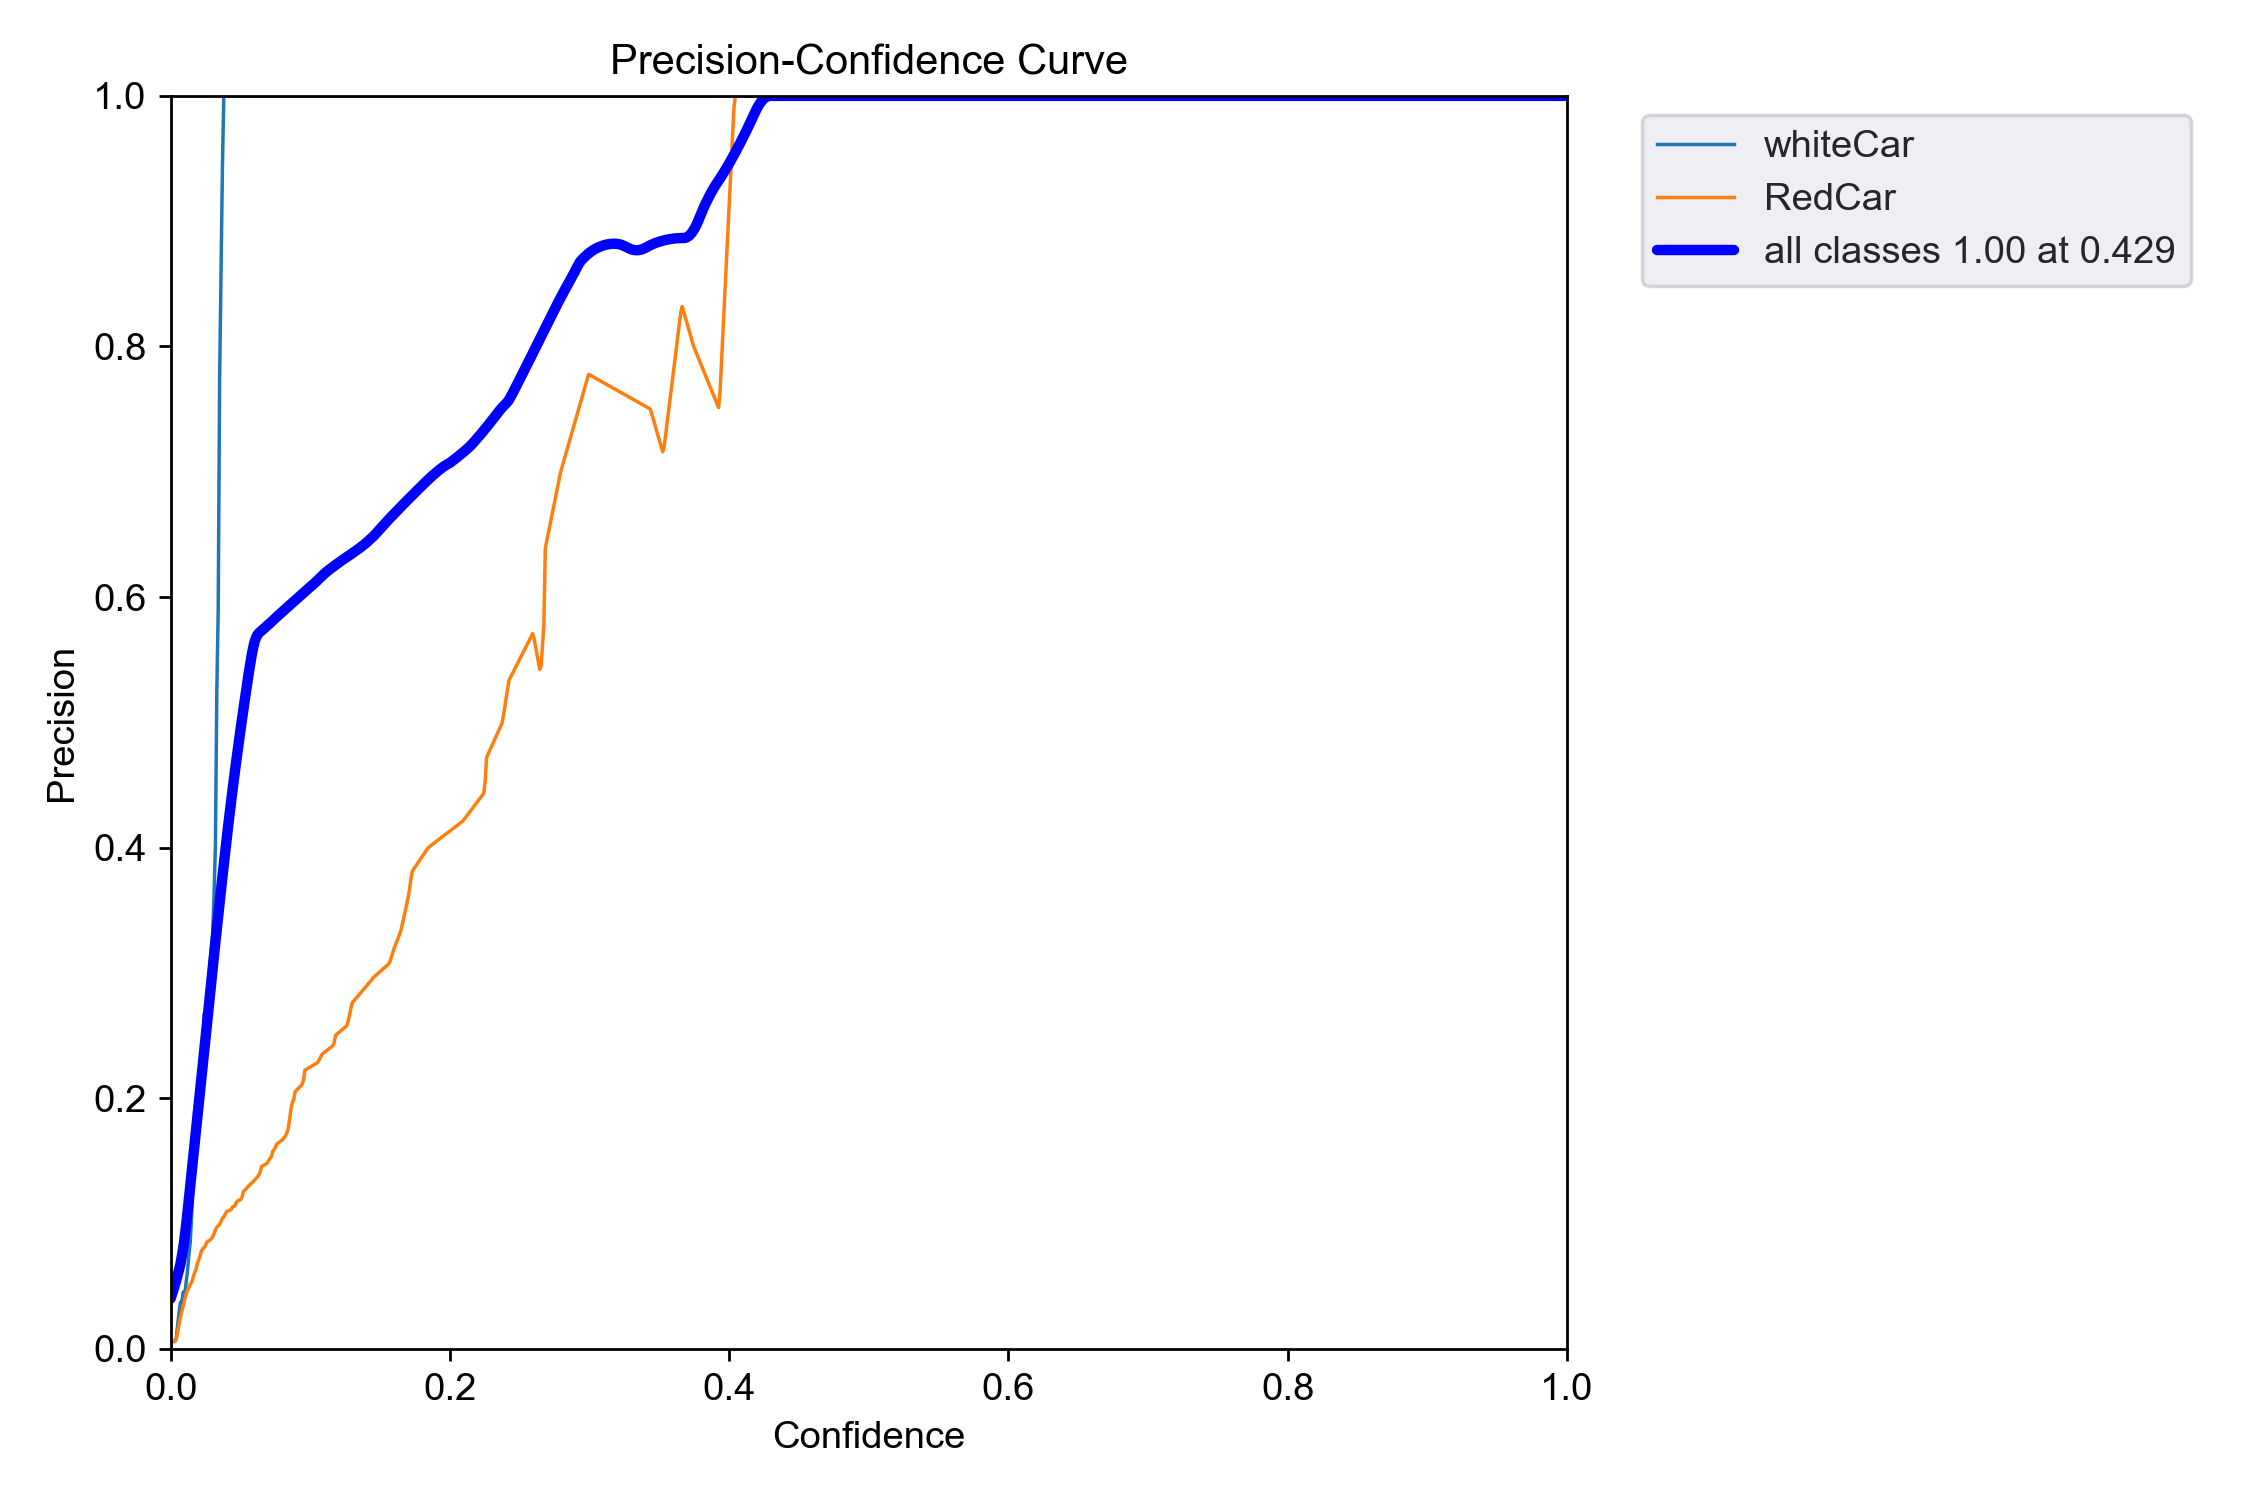 Precision-Confidence Curve
1.0
0.8
0.6
0.4
0.2
0.0
Precision
0.0 0.2 0.4 0.6 0.8 1.0
Confidence
whiteCar
RedCar
all classes 1.00 at 0.429